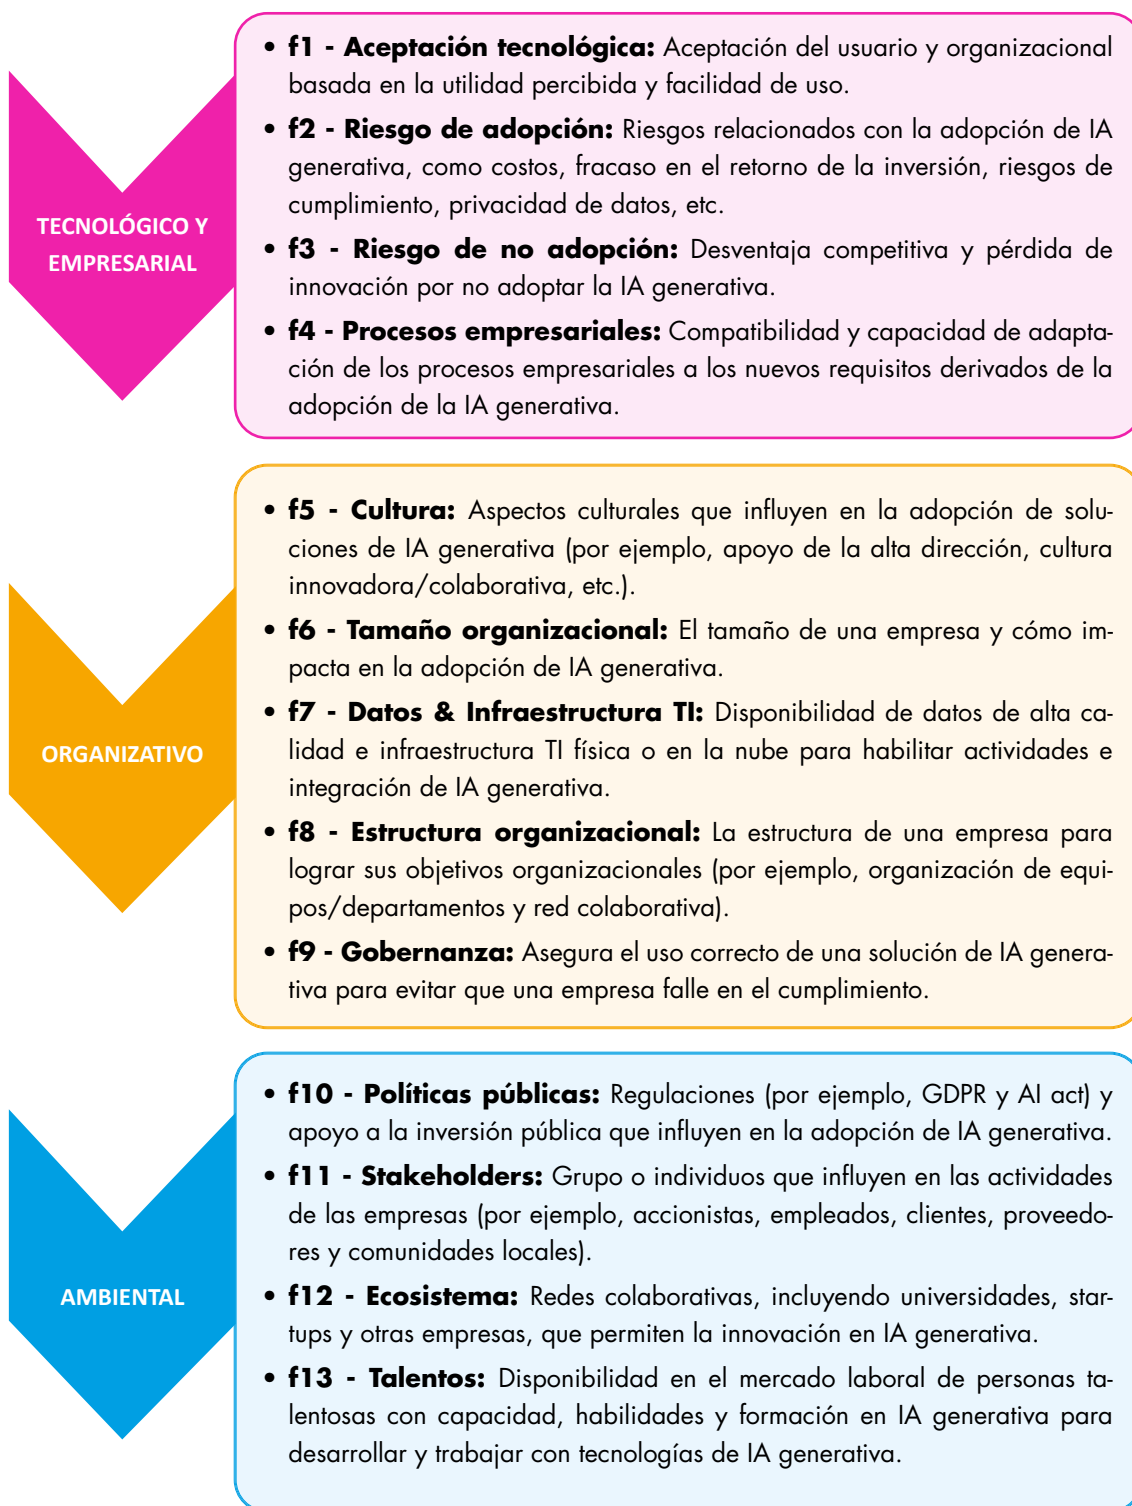 TECNOLÓGICO Y
EMPRESARIAL
• f1 - Aceptación tecnológica: Aceptación del usuario y organizacional
basada en la utilidad percibida y facilidad de uso.
• f2 - Riesgo de adopción: Riesgos relacionados con la adopción de IA
generativa, como costos, fracaso en el retorno de la inversión, riesgos de
cumplimiento, privacidad de datos, etc.
• f3 - Riesgo de no adopción: Desventaja competitiva y pérdida de
innovación por no adoptar la IA generativa.
• f4 - Procesos empresariales: Compatibilidad y capacidad de adapta-
ción de los procesos empresariales a los nuevos requisitos derivados de la
adopción de la IA generativa.
ORGANIZATIVO
• f5 - Cultura: Aspectos culturales que influyen en la adopción de solu-
ciones de IA generativa (por ejemplo, apoyo de la alta dirección, cultura
innovadora/colaborativa, etc.).
• f6 - Tamaño organizacional: El tamaño de una empresa y cómo im-
pacta en la adopción de IA generativa.
• f7 - Datos & Infraestructura TI: Disponibilidad de datos de alta ca-
lidad e infraestructura TI física o en la nube para habilitar actividades e
integración de IA generativa.
• f8 - Estructura organizacional: La estructura de una empresa para
lograr sus objetivos organizacionales (por ejemplo, organización de equi-
pos/departamentos y red colaborativa).
• f9 - Gobernanza: Asegura el uso correcto de una solución de IA genera-
tiva para evitar que una empresa falle en el cumplimiento.
AMBIENTAL
• f10 - Políticas públicas: Regulaciones (por ejemplo, GDPR y AI act) y
apoyo a la inversión pública que influyen en la adopción de IA generativa.
• f11 - Stakeholders: Grupo o individuos que influyen en las actividades
de las empresas (por ejemplo, accionistas, empleados, clientes, proveedo-
res y comunidades locales).
• f12 - Ecosistema: Redes colaborativas, incluyendo universidades, star-
tups y otras empresas, que permiten la innovación en IA generativa.
• f13 - Talentos: Disponibilidad en el mercado laboral de personas ta-
lentosas con capacidad, habilidades y formación en IA generativa para
desarrollar y trabajar con tecnologías de IA generativa.